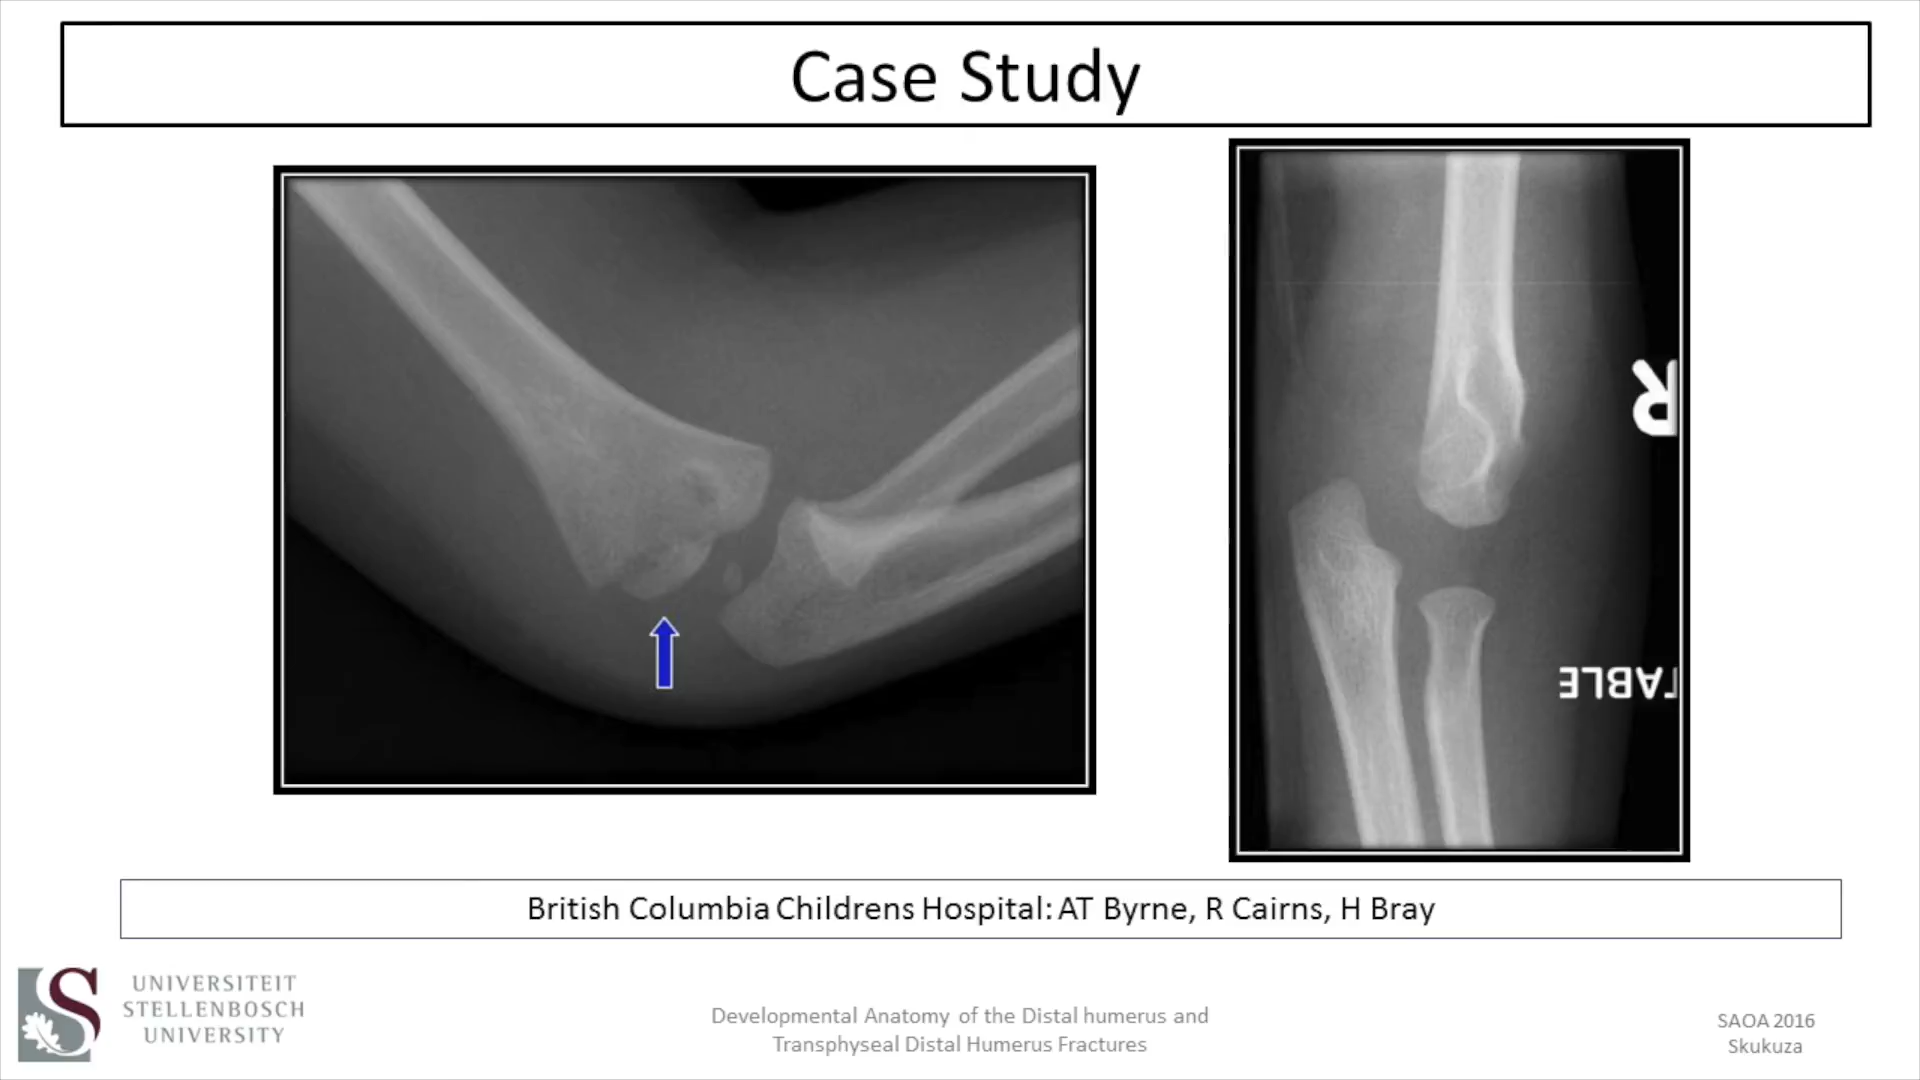 Case Study
R
TABLE
British Columbia Childrens Hospital: AT Byrne, R Cairns, H Bray
UNIVERSITEIT
STELLENBOSCH
UNIVERSITY
Developmental Anatomy of the Distal humerus and
Transphyseal Distal Humerus Fractures
SAOA 2016
Skukuza